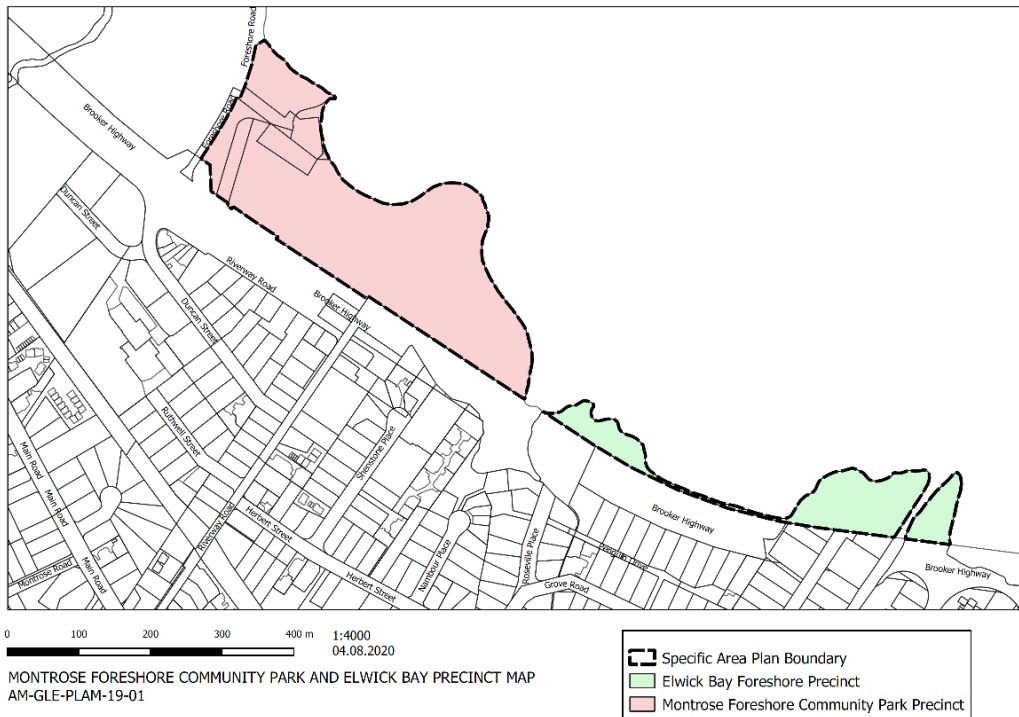 Foreshore Road
Foreshore Road
Brooker Highway
Duncan Street
Riverway Road
Brooker Highway
Duncan Street
Ruthwell Street
Shenstone Place
Main Road
Main Road
Riverway Road
Herbert Street
Main Road
Montrose Road
Herbert Street
Nambour Place
Roseville Place
Grove Road
Brooker Highway
Drive
Brooker Highway
0 100 200 300 400 m
1:4000
04.08.2020
MONTROSE FORESHORE COMMUNITY PARK AND ELWICK BAY PRECINCT MAP
AM-GLE-PLAM-19-01
Specific Area Plan Boundary
Elwick Bay Foreshore Precinct
Montrose Foreshore Community Park Precinct